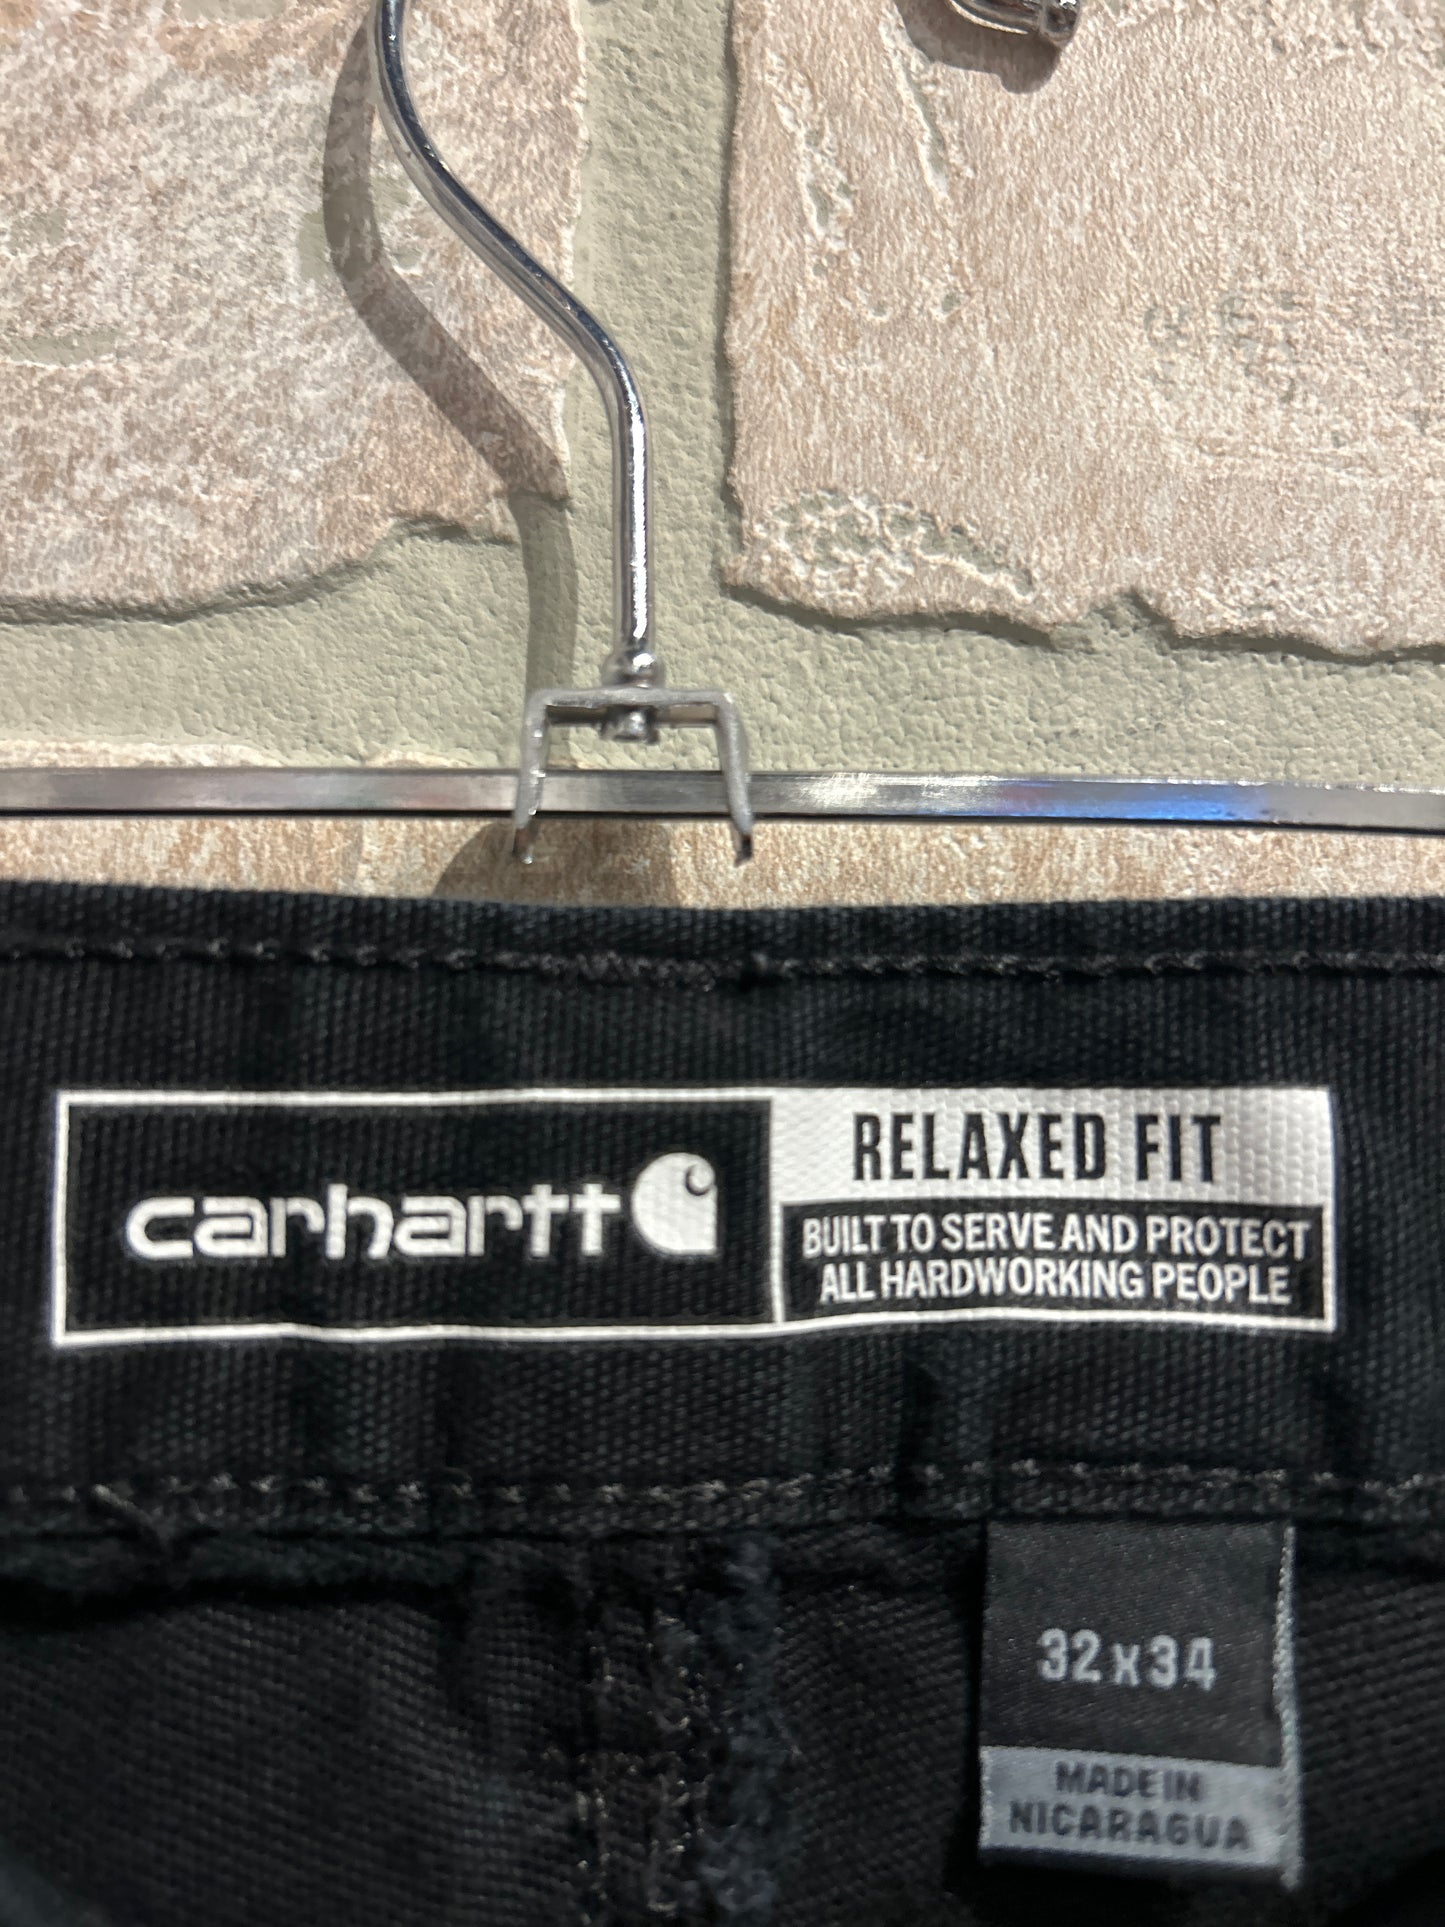 carhartt
RELAXED FIT
BUILT TO SERVE AND PROTECT
ALL HARDWORKING PEOPLE
32 x 34
MADE IN
NICARAGUA